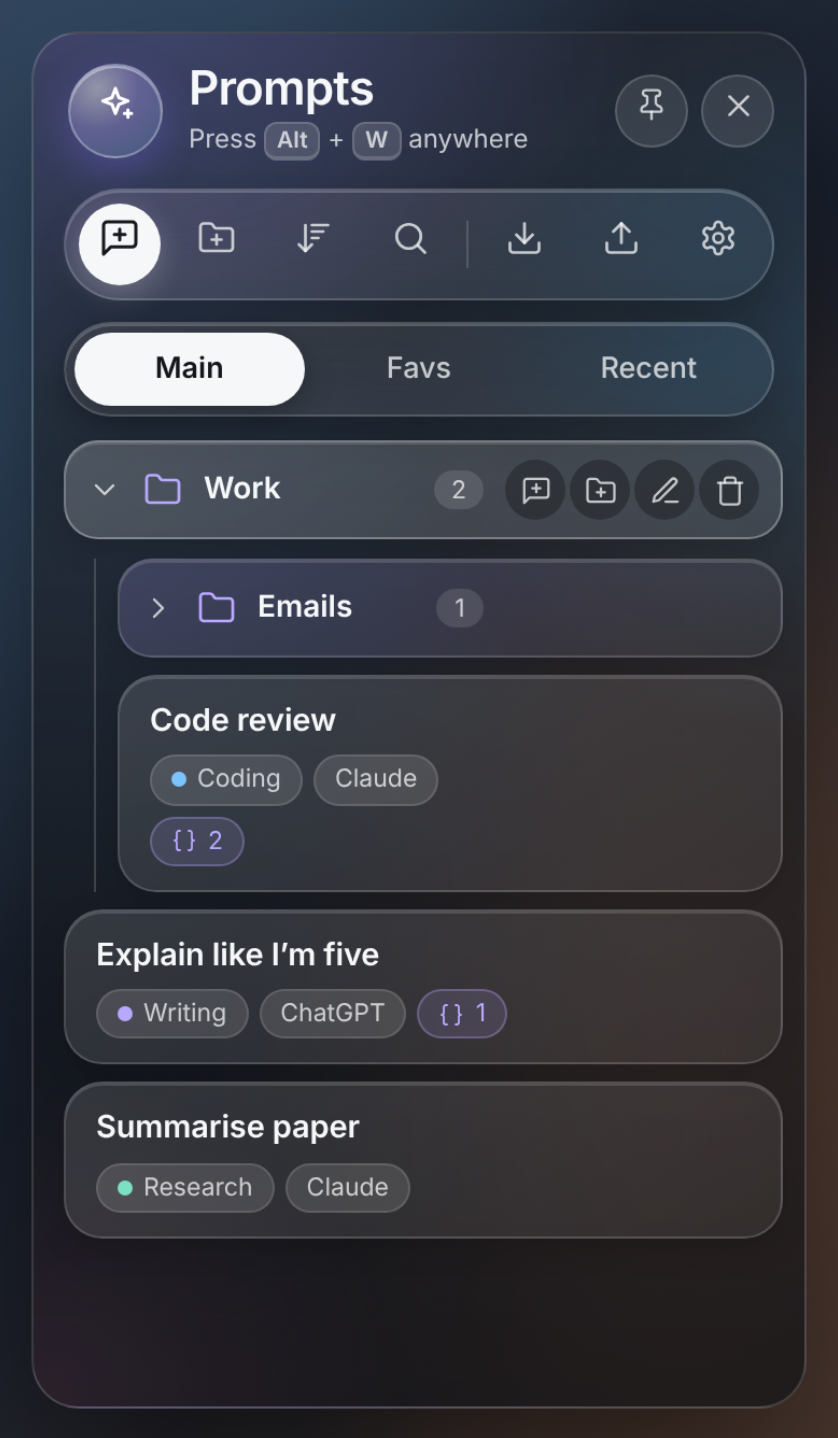 Prompts
Press Alt + W anywhere
Main Favs Recent
Work 2
Emails 1
Code review
Coding Claude
{} 2
Explain like I’m five
Writing ChatGPT {} 1
Summarise paper
Research Claude